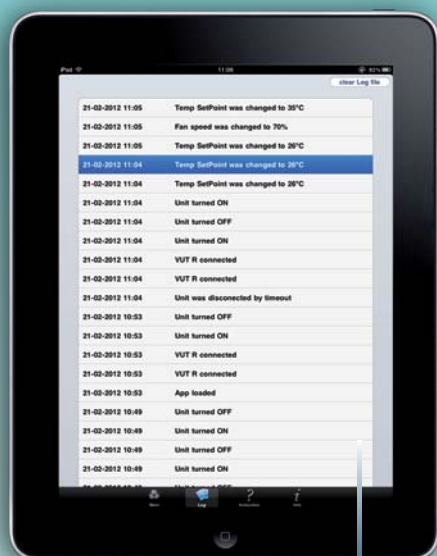 iPad 11:06 93%
clear Log file
21-02-2012 11:05 Temp SetPoint was changed to 35°C
21-02-2012 11:05 Fan speed was changed to 70%
21-02-2012 11:05 Temp SetPoint was changed to 26°C
21-02-2012 11:04 Temp SetPoint was changed to 26°C
21-02-2012 11:04 Temp SetPoint was changed to 26°C
21-02-2012 11:04 Unit turned ON
21-02-2012 11:04 Unit turned OFF
21-02-2012 11:04 Unit turned ON
21-02-2012 11:04 VUT R connected
21-02-2012 11:04 VUT R connected
21-02-2012 11:04 Unit was disconected by timeout
21-02-2012 10:53 Unit turned OFF
21-02-2012 10:53 Unit turned ON
21-02-2012 10:53 VUT R connected
21-02-2012 10:53 VUT R connected
21-02-2012 10:53 App loaded
21-02-2012 10:49 Unit turned OFF
21-02-2012 10:49 Unit turned ON
21-02-2012 10:49 Unit turned OFF
21-02-2012 10:49 Unit turned ON
Log